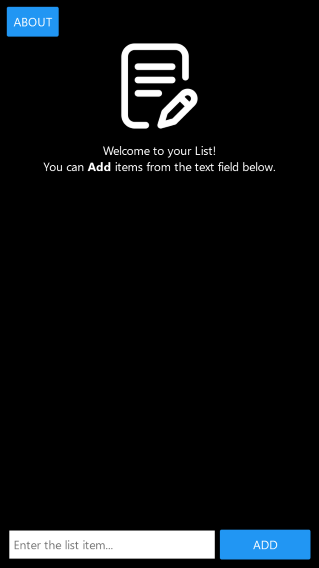 ABOUT
Welcome to your List!
You can Add items from the text field below.
Enter the list item...
ADD